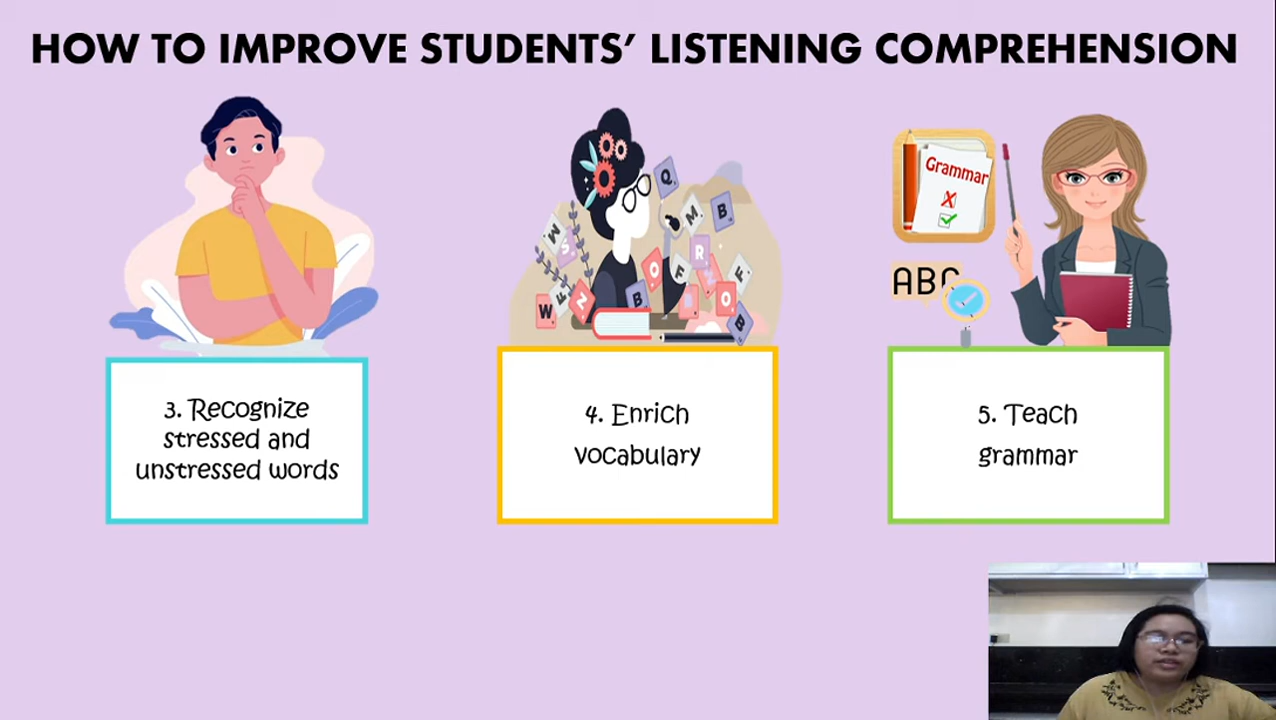 HOW TO IMPROVE STUDENTS’ LISTENING COMPREHENSION
Grammar
ABC
Q
M
B
W
S
R
O
F
F
Z
B
O
W
F
B
3. Recognize
stressed and
unstressed words
4. Enrich
vocabulary
5. Teach
grammar